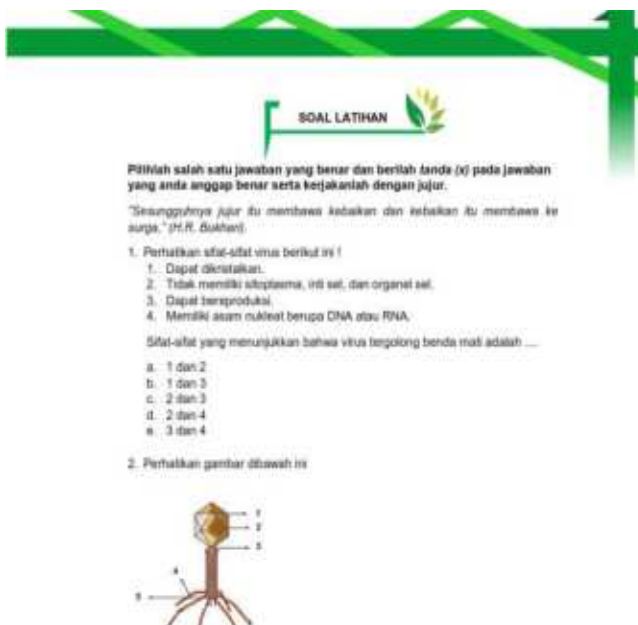 SOAL LATIHAN
Pilihlah salah satu jawaban yang benar dan berilah tanda (x) pada jawaban
yang anda anggap benar serta kerjakanlah dengan jujur.
"Sesungguhnya jujur itu membawa kebaikan dan kebaikan itu membawa ke
surga." (H.R. Bukhari).
1. Perhatikan sifat-sifat virus berikut ini !
1. Dapat dikristalkan.
2. Tidak memiliki sitoplasma, inti sel, dan organel sel.
3. Dapat bereproduksi.
4. Memiliki asam nukleat berupa DNA atau RNA.
Sifat-sifat yang menunjukkan bahwa virus tergolong benda mati adalah ....
a. 1 dan 2
b. 1 dan 3
c. 2 dan 3
d. 2 dan 4
e. 3 dan 4
2. Perhatikan gambar dibawah ini
1
2
3
4
5